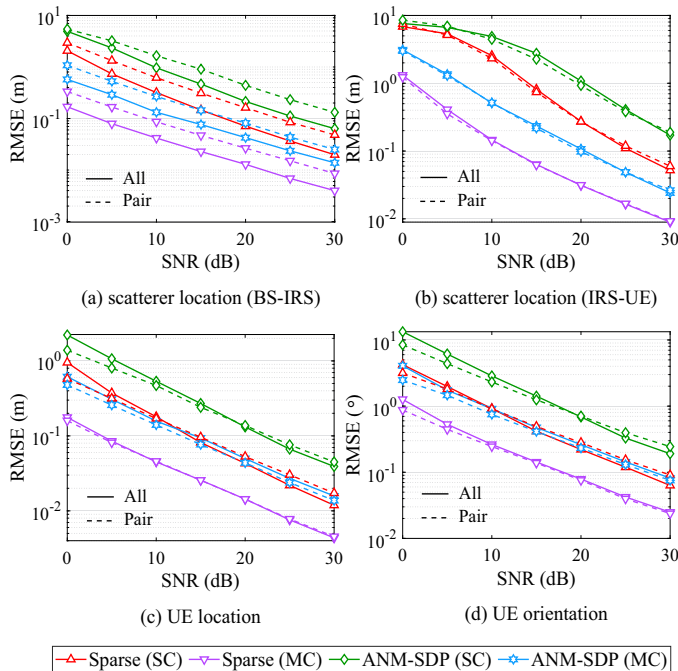 10¹
10⁻¹
10⁻³
RMSE (m)
All
Pair
0 10 20 30
SNR (dB)
(a) scatterer location (BS-IRS)
10¹
10⁰
10⁻¹
10⁻²
RMSE (m)
All
Pair
0 10 20 30
SNR (dB)
(b) scatterer location (IRS-UE)
10⁰
10⁻¹
10⁻²
RMSE (m)
All
Pair
0 10 20 30
SNR (dB)
(c) UE location
10¹
10⁰
10⁻¹
10⁻²
RMSE (°)
All
Pair
0 10 20 30
SNR (dB)
(d) UE orientation
Sparse (SC) Sparse (MC) ANM-SDP (SC) ANM-SDP (MC)